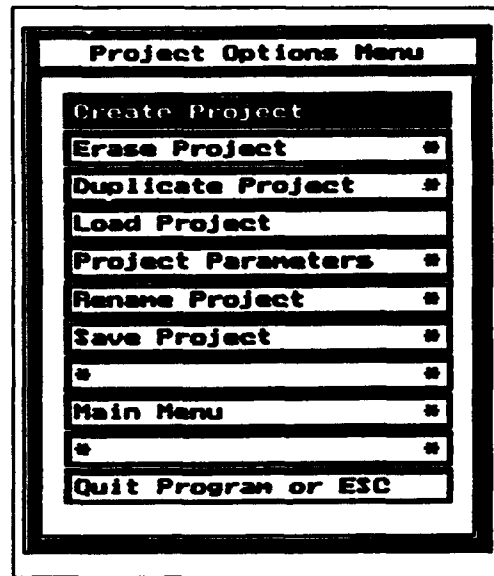 Project Options Menu
Create Project
Erase Project *
Duplicate Project *
Load Project
Project Parameters *
Rename Project *
Save Project *
* *
Main Menu *
* *
Quit Program or ESC